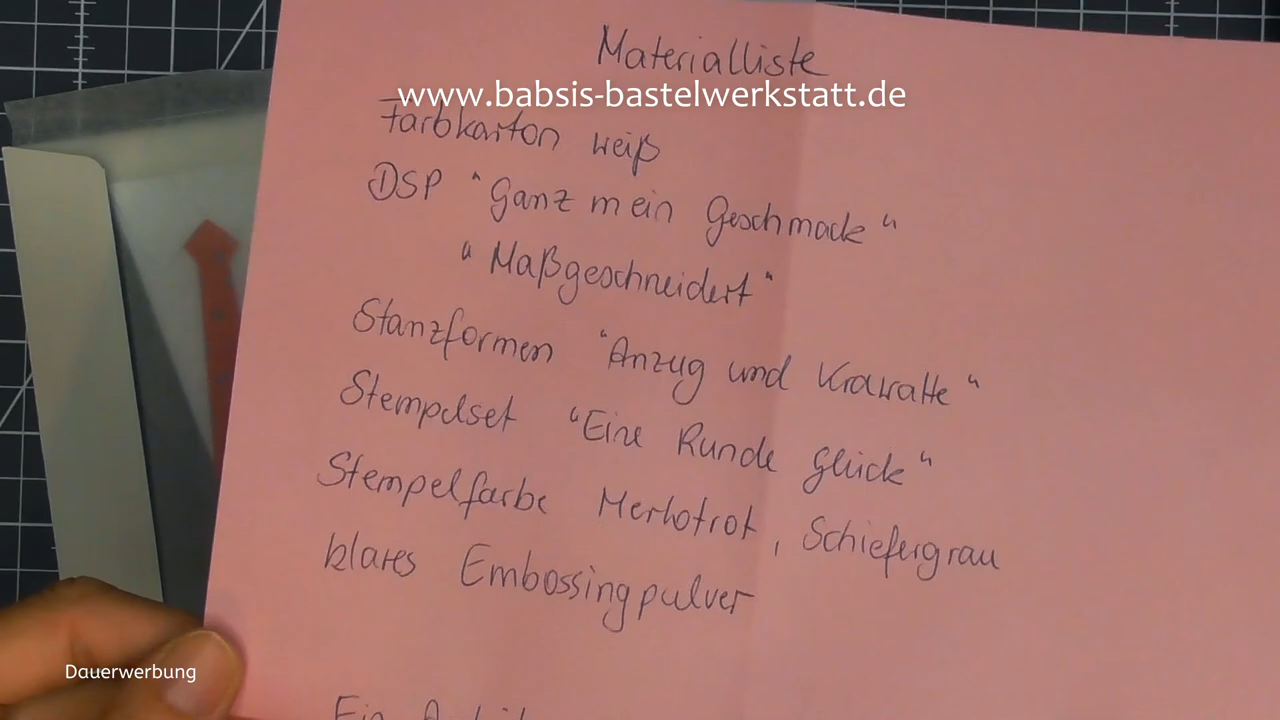 Materialliste
www.babsis-bastelwerkstatt.de
Farbkarton weiß
DSP "Ganz mein Geschmack"
"Maßgeschneidert"
Stanzformen "Anzug und Krawatte"
Stempelset "Eine Runde Glück"
Stempelfarbe Merlotrot, Schiefergrau
klares Embossingpulver
Dauerwerbung
Ein